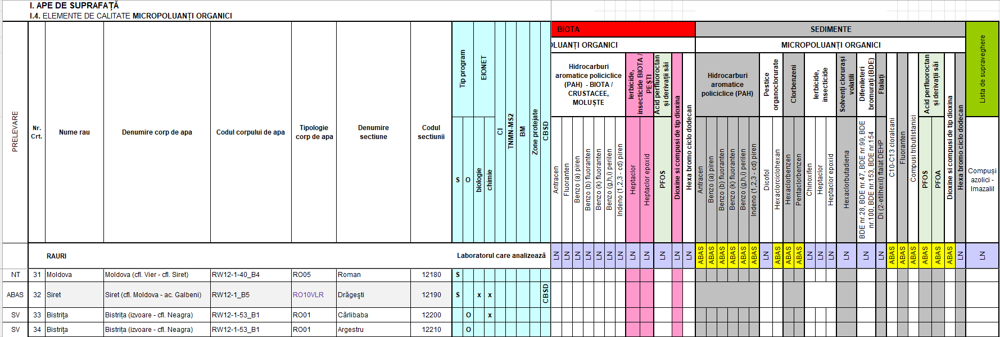 I. APE DE SUPRAFAȚĂ
I.4. ELEMENTE DE CALITATE MICROPOLUANȚI ORGANICI
BIOTA
SEDIMENTE
Lista de supraveghere
OLUANȚI ORGANICI
MICROPOLUANȚI ORGANICI
PRELEVARE
Nr. Crt.
Nume rau
Denumire corp de apa
Codul corpului de apa
Tipologie corp de apa
Denumire sectiune
Codul sectiunii
Tip program
EIONET
S
O
biologie
chimie
CI
TNMN-MS2
BM
Zone protejate
CBSD
Hidrocarburi
aromatice policiclice
(PAH) - BIOTA /
CRUSTACEE,
MOLUȘTE
Ierbicide,
insecticide BIOTA /
PEȘTI
Acid perfluoroctan
și derivații săi
Dioxine si compusi de tip dioxina
Hexa bromo ciclo dodecan
Hidrocarburi
aromatice
policiclice (PAH)
Pestice
organoclorurate
Clorbenzeni
Ierbicide,
insecticide
Solvenți clorurași
volatili
Difenileteri
bromurați (BDE)
Ftalați
C10-C13 cloralcani
Fluoranten
Compusi tributilstanici
Acid perfluoroctan
și derivații săi
Dioxine si compusi de tip dioxina
Hexa bromo ciclo dodecan
Antracen
Fluoranten
Benzo (a) piren
Benzo (b) fluoranten
Benzo (k) fluoranten
Benzo (g,h,i) perilen
Indeno (1,2,3 - cd) piren
Heptaclor
Heptaclor epoxid
PFOS
Antracen
Benzo (a) piren
Benzo (b) fluoranten
Benzo (k) fluoranten
Benzo (g,h,i) perilen
Indeno (1,2,3 - cd) piren
Dicofol
Hexaclorciclohexan
Hexaclorbenzen
Pentaclorbenzen
Chinoxifen
Heptaclor
Heptaclor epoxid
Hexaclorbutadiena
BDE nr.28, BDE nr.47, BDE nr.99, BDE
nr.100, BDE nr.153, BDE nr.154
Di (2-etilhexil) ftalat DEHP
PFOS
PFOA
Compuși
azolici -
Imazalil
RAURI Laboratorul care analizează LN LN LN LN LN LN LN LN LN LN LN LN ABAS ABAS ABAS ABAS ABAS ABAS LN ABAS ABAS ABAS LN LN LN LN LN LN ABAS ABAS ABAS ABAS ABAS ABAS LN LN
NT 31 Moldova Moldova (cfl. Vier - cfl. Siret) RW12-1-40_B4 RO05 Roman 12180 S
ABAS 32 Siret Siret (cfl. Moldova - ac. Galbeni) RW12-1_B5 RO10VLR Drăgești 12190 S x x CBSD
SV 33 Bistrița Bistrița (izvoare - cfl. Neagra) RW12-1-53_B1 RO01 Cârlibaba 12200 O x
SV 34 Bistrița Bistrița (izvoare - cfl. Neagra) RW12-1-53_B1 RO01 Argestru 12210 O